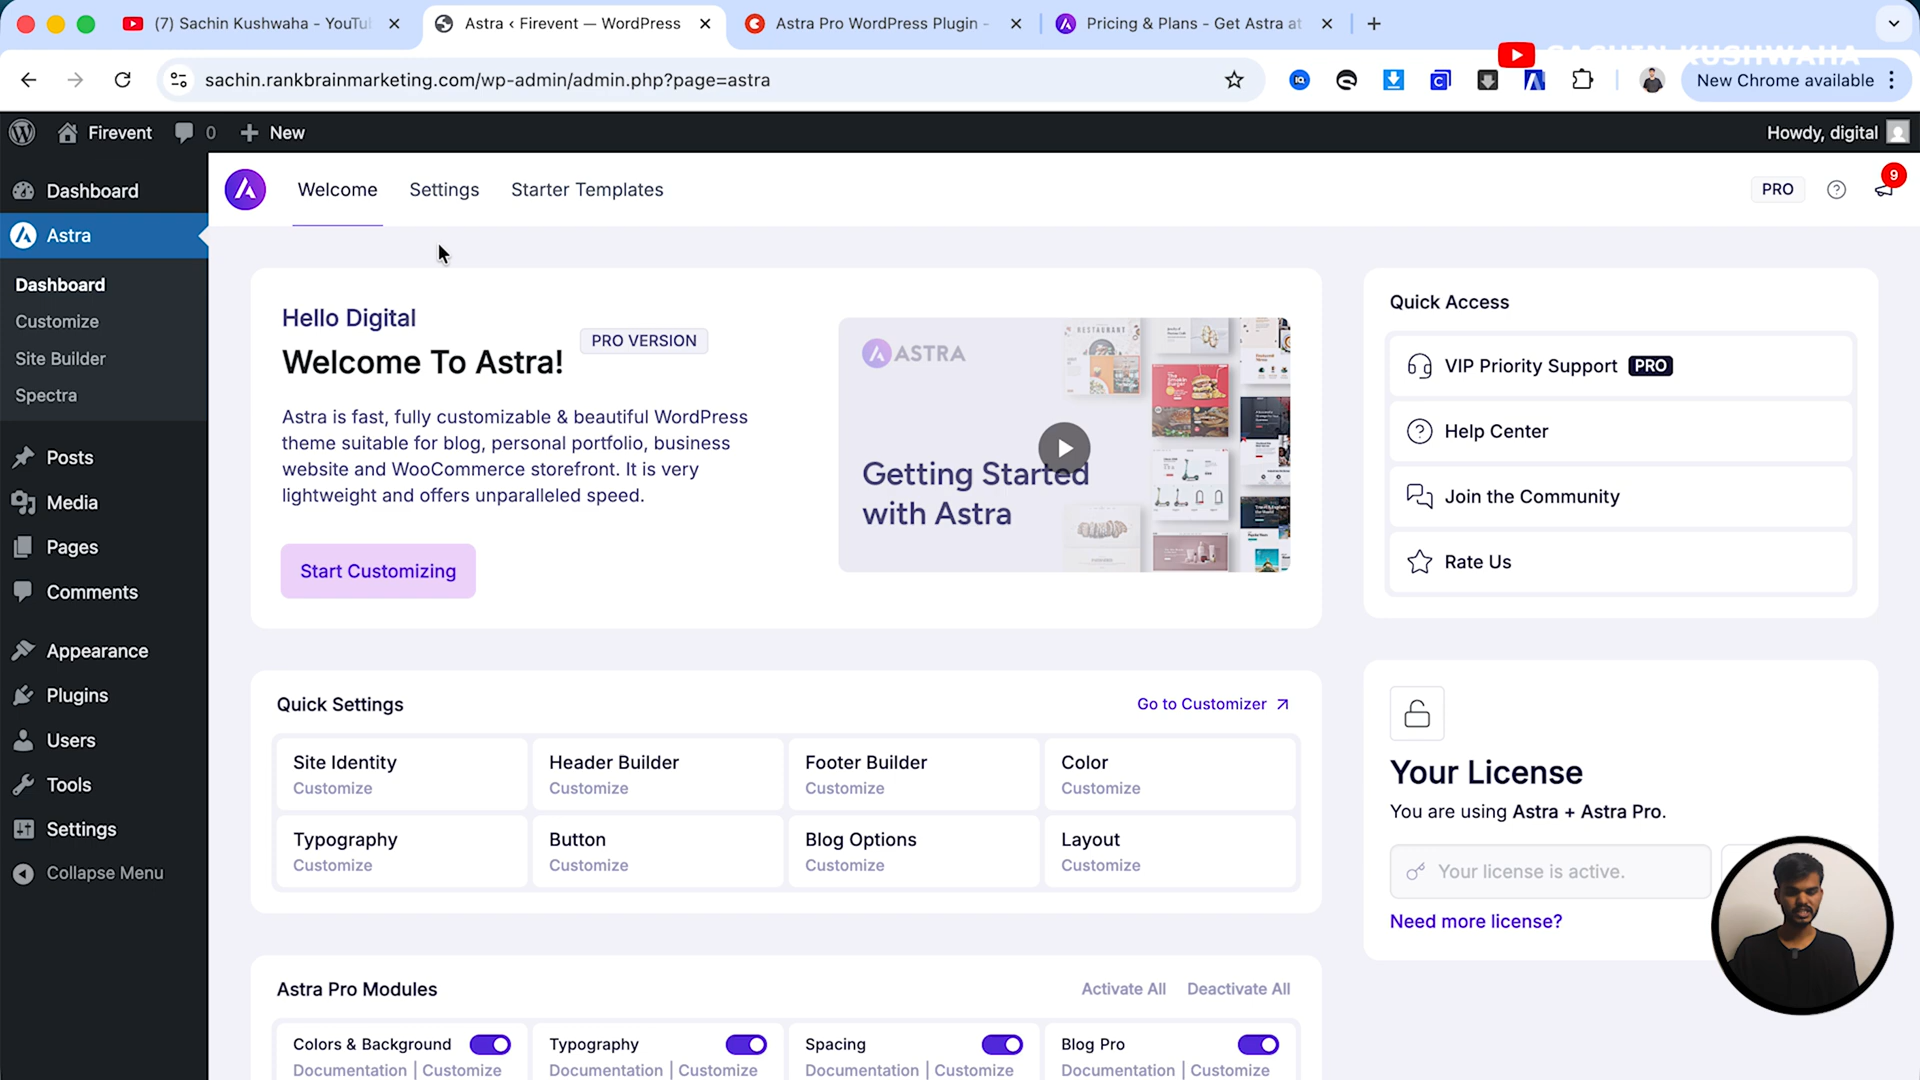 (7) Sachin Kushwaha - YouTu
Astra ‹ Firevent — WordPress
Astra Pro WordPress Plugin -
Pricing & Plans - Get Astra at
SACHIN KUSHWAHA
sachin.rankbrainmarketing.com/wp-admin/admin.php?page=astra
New Chrome available
Firevent
0
New
Howdy, digital
Dashboard
Astra
Dashboard
Customize
Site Builder
Spectra
Posts
Media
Pages
Comments
Appearance
Plugins
Users
Tools
Settings
Collapse Menu
Welcome
Settings
Starter Templates
PRO
9
Hello Digital
Welcome To Astra!
PRO VERSION
Astra is fast, fully customizable & beautiful WordPress
theme suitable for blog, personal portfolio, business
website and WooCommerce storefront. It is very
lightweight and offers unparalleled speed.
Start Customizing
ASTRA
RESTAURANT
Getting Started
with Astra
Quick Access
VIP Priority Support PRO
Help Center
Join the Community
Rate Us
Quick Settings
Go to Customizer
Site Identity
Customize
Header Builder
Customize
Footer Builder
Customize
Color
Customize
Typography
Customize
Button
Customize
Blog Options
Customize
Layout
Customize
Your License
You are using Astra + Astra Pro.
Your license is active.
Need more license?
Astra Pro Modules
Activate All
Deactivate All
Colors & Background
Documentation | Customize
Typography
Documentation | Customize
Spacing
Documentation | Customize
Blog Pro
Documentation | Customize